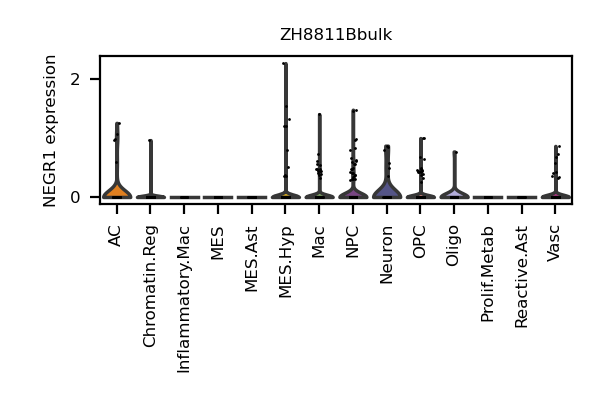 ZH8811Bbulk
NEGR1 expression
2
0
AC
Chromatin.Reg
Inflammatory.Mac
MES
MES.Ast
MES.Hyp
Mac
NPC
Neuron
OPC
Oligo
Prolif.Metab
Reactive.Ast
Vasc